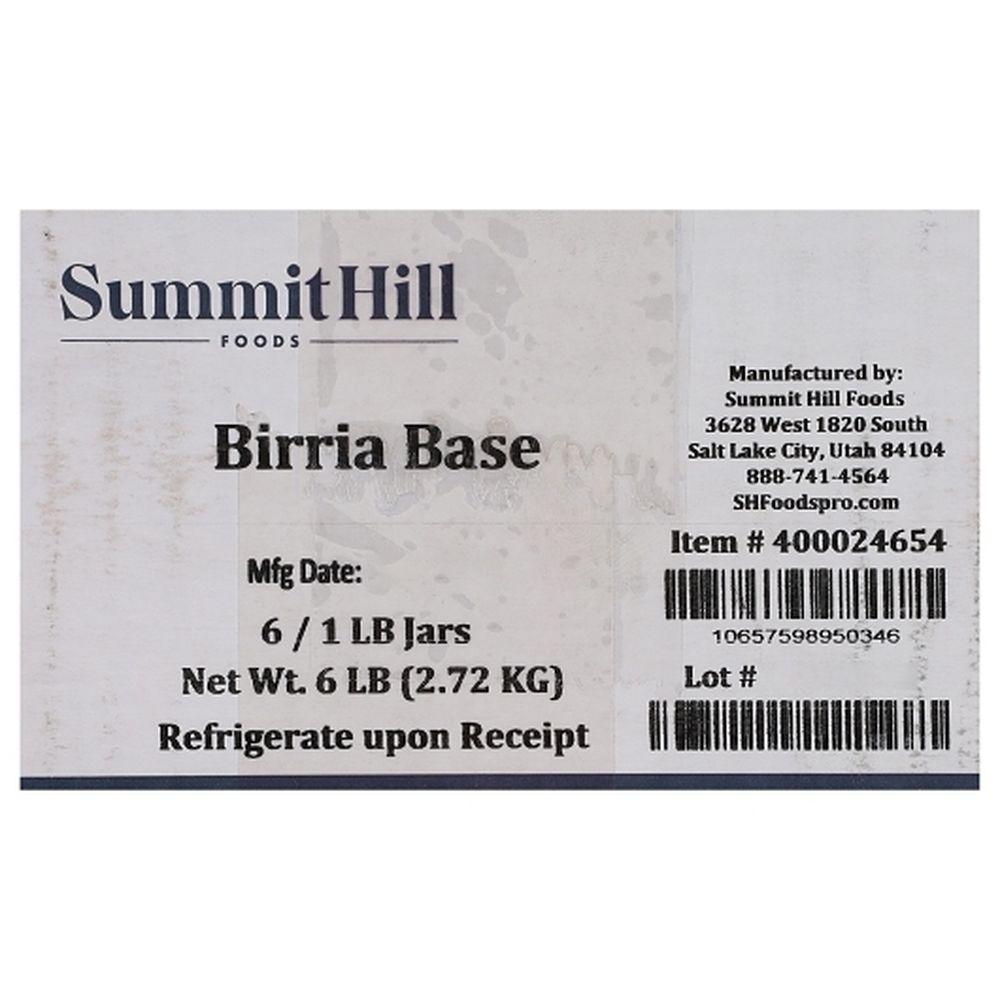 Summit Hill
FOODS
Birria Base
Mfg Date:
6 / 1 LB Jars
Net Wt. 6 LB (2.72 KG)
Refrigerate upon Receipt
Manufactured by:
Summit Hill Foods
3628 West 1820 South
Salt Lake City, Utah 84104
888-741-4564
SHFoodspro.com
Item # 400024654
10657598950346
Lot #